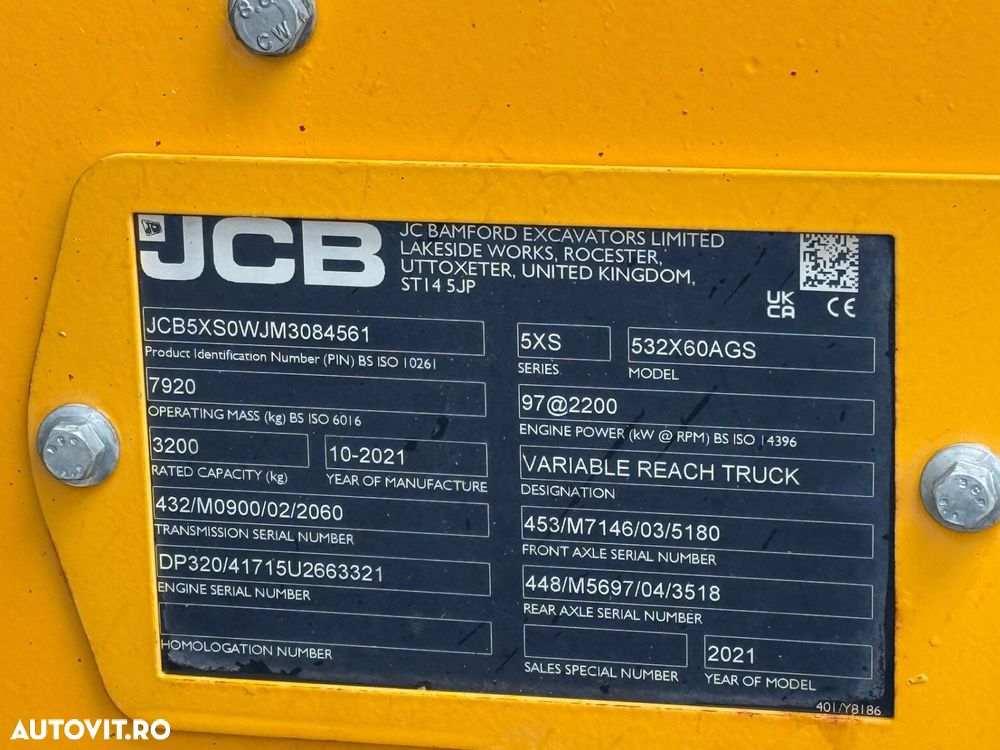 JCB
JC BAMFORD EXCAVATORS LIMITED
LAKESIDE WORKS, ROCESTER,
UTTOXETER, UNITED KINGDOM,
ST14 5JP
UK
CA
CE
JCB5XS0WJM3084561
Product Identification Number (PIN) BS ISO 10261
5XS
SERIES
532X60AGS
MODEL
7920
OPERATING MASS (kg) BS ISO 6016
97@2200
ENGINE POWER (kW @ RPM) BS ISO 14396
3200
RATED CAPACITY (kg)
10-2021
YEAR OF MANUFACTURE
VARIABLE REACH TRUCK
DESIGNATION
432/M0900/02/2060
TRANSMISSION SERIAL NUMBER
453/M7146/03/5180
FRONT AXLE SERIAL NUMBER
DP320/41715U2663321
ENGINE SERIAL NUMBER
448/M5697/04/3518
REAR AXLE SERIAL NUMBER
HOMOLOGATION NUMBER
SALES SPECIAL NUMBER
2021
YEAR OF MODEL
401/Y8186
AUTOVIT.RO